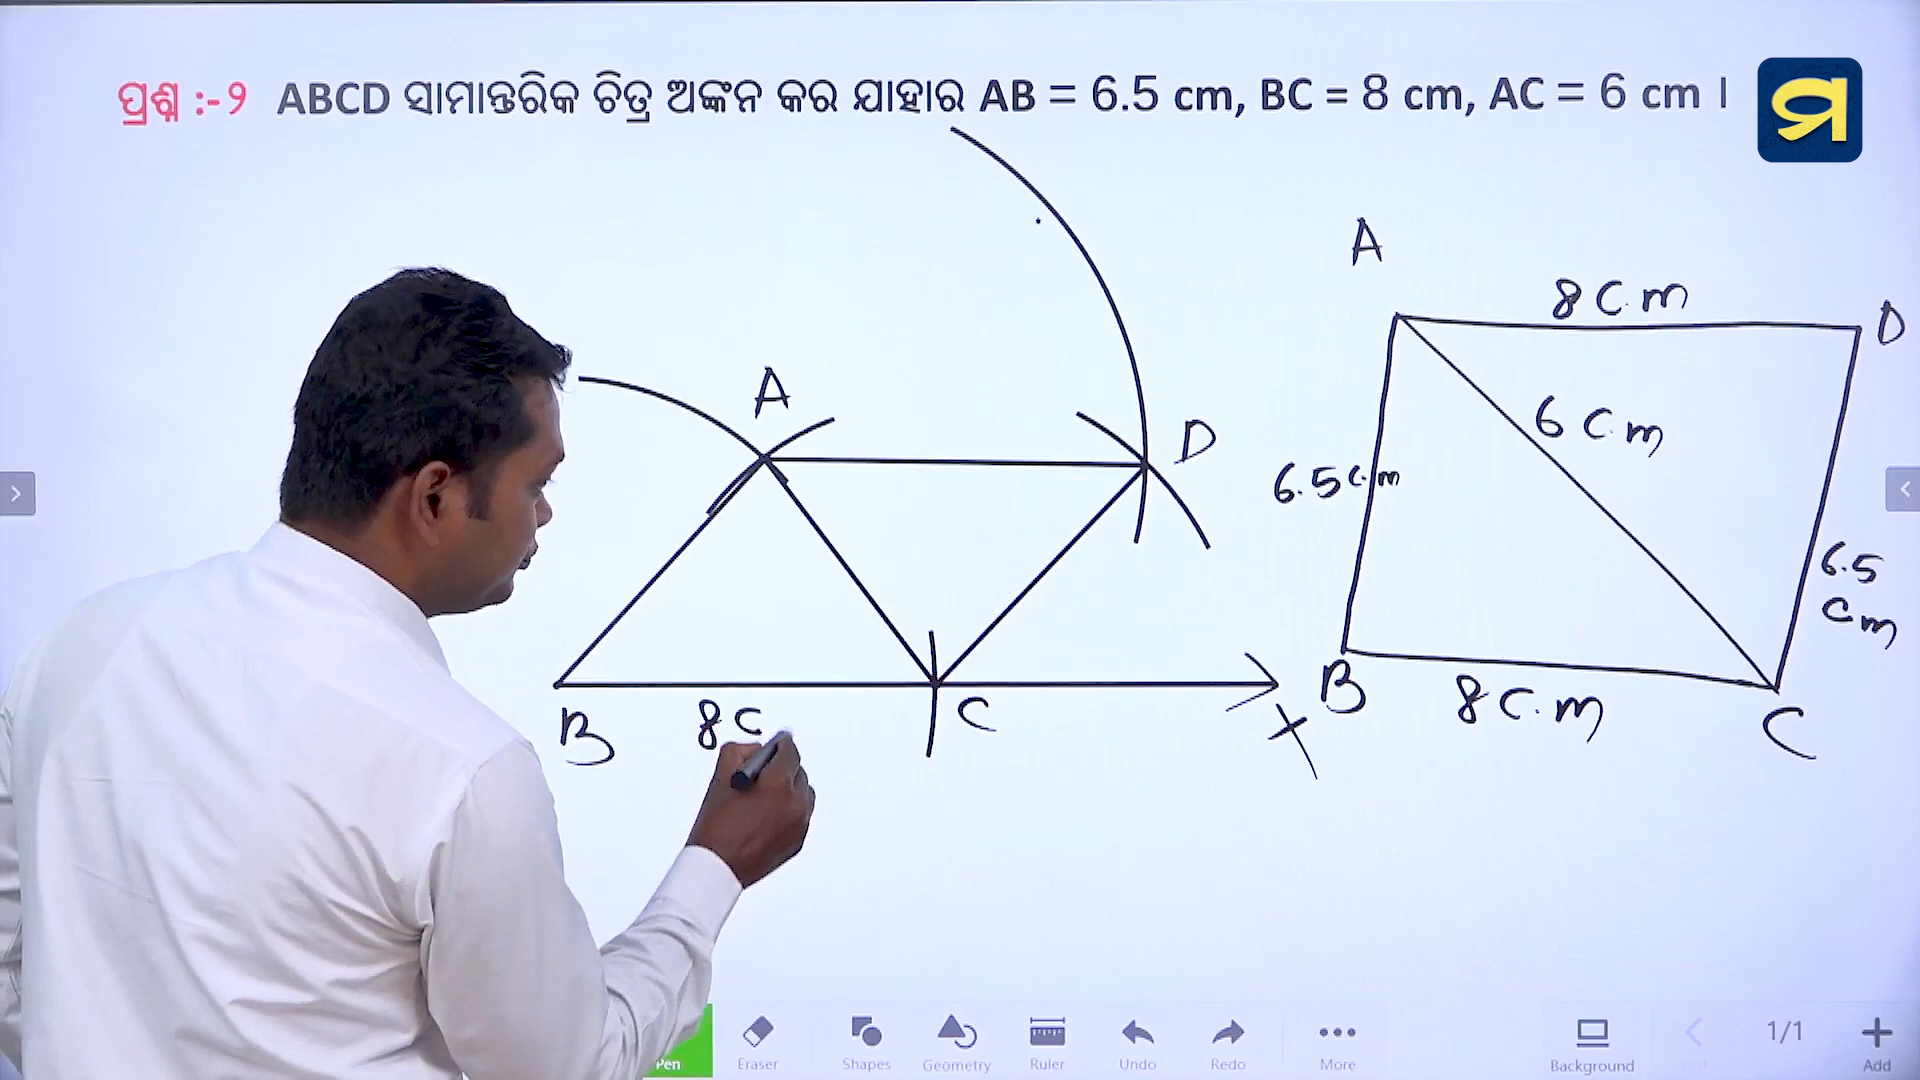 ପ୍ରଶ୍ନ :- ୨ ABCD ସାମାନ୍ତରିକ ଚିତ୍ର ଅଙ୍କନ କର ଯାହାର AB = 6.5 cm, BC = 8 cm, AC = 6 cm ।
ପ
A
8 C.m
D
A
6 C.m
D
6.5 c.m
6.5
cm
B
8 C
C
X
B
8 C.m
C
Pen
Eraser
Shapes
Geometry
Ruler
Undo
Redo
More
Background
1/1
Add